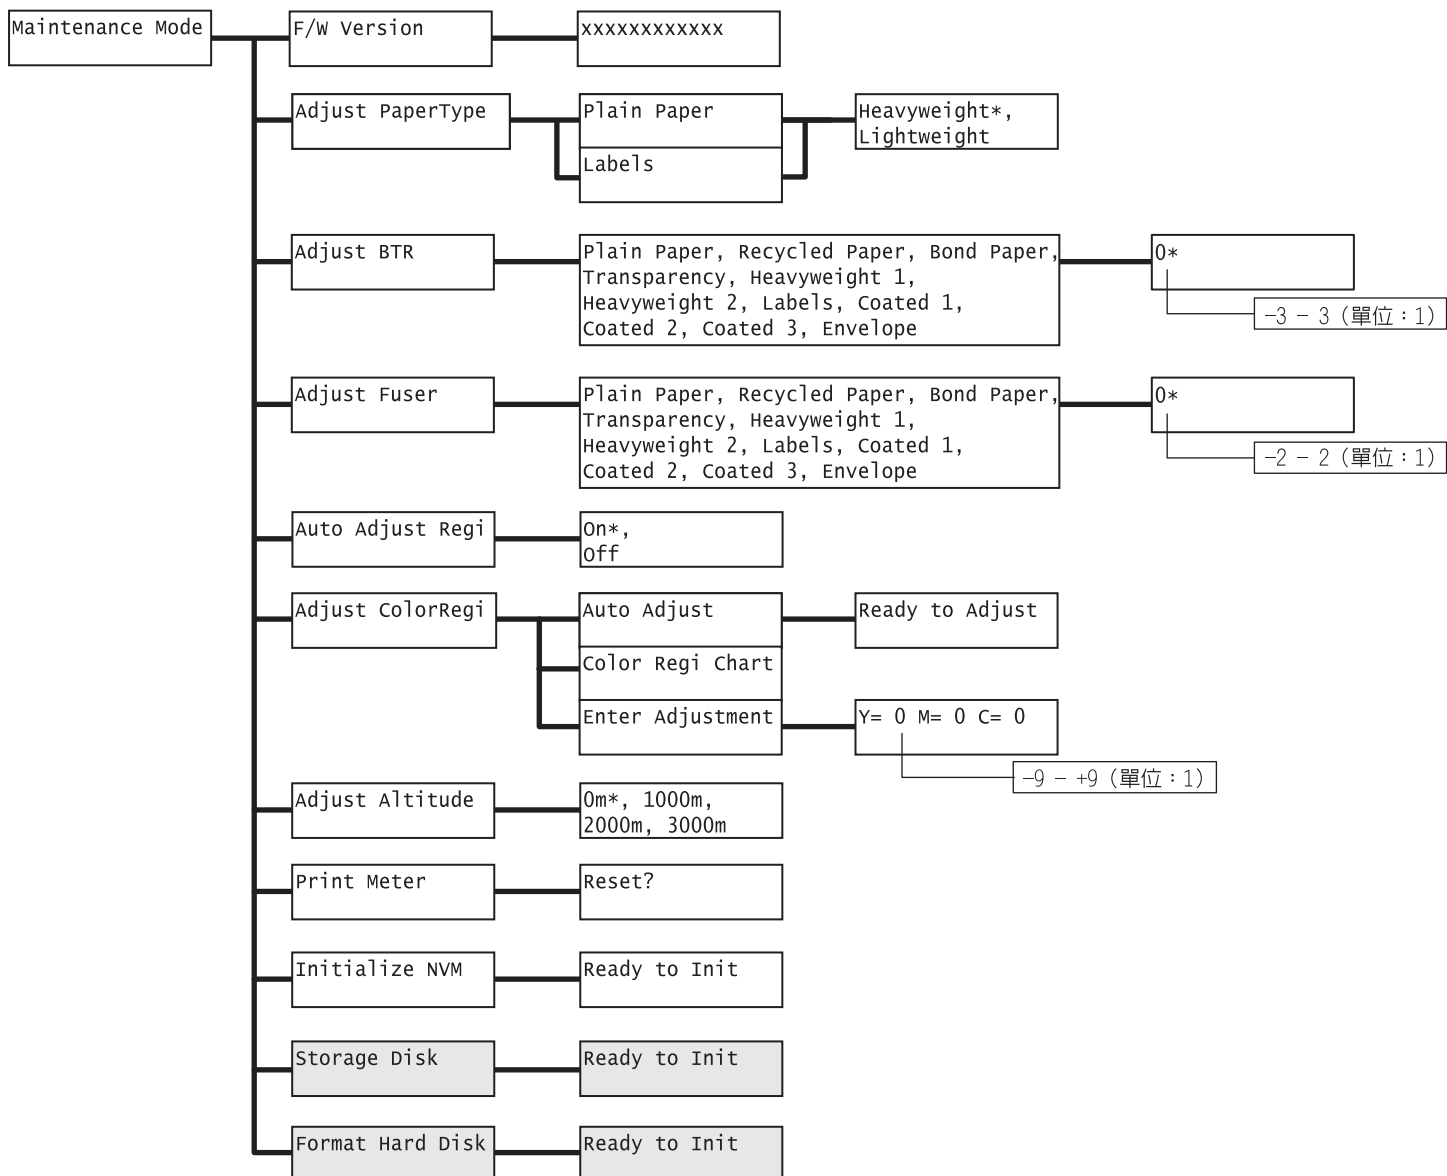 Maintenance Mode
F/W Version
xxxxxxxxxxxx
Adjust PaperType
Plain Paper
Labels
Heavyweight*,
Lightweight
Adjust BTR
Plain Paper, Recycled Paper, Bond Paper,
Transparency, Heavyweight 1,
Heavyweight 2, Labels, Coated 1,
Coated 2, Coated 3, Envelope
0*
-3 - 3 (單位：1)
Adjust Fuser
Plain Paper, Recycled Paper, Bond Paper,
Transparency, Heavyweight 1,
Heavyweight 2, Labels, Coated 1,
Coated 2, Coated 3, Envelope
0*
-2 - 2 (單位：1)
Auto Adjust Regi
On*,
Off
Adjust ColorRegi
Auto Adjust
Ready to Adjust
Color Regi Chart
Enter Adjustment
Y= 0 M= 0 C= 0
-9 - +9 (單位：1)
Adjust Altitude
0m*, 1000m,
2000m, 3000m
Print Meter
Reset?
Initialize NVM
Ready to Init
Storage Disk
Ready to Init
Format Hard Disk
Ready to Init